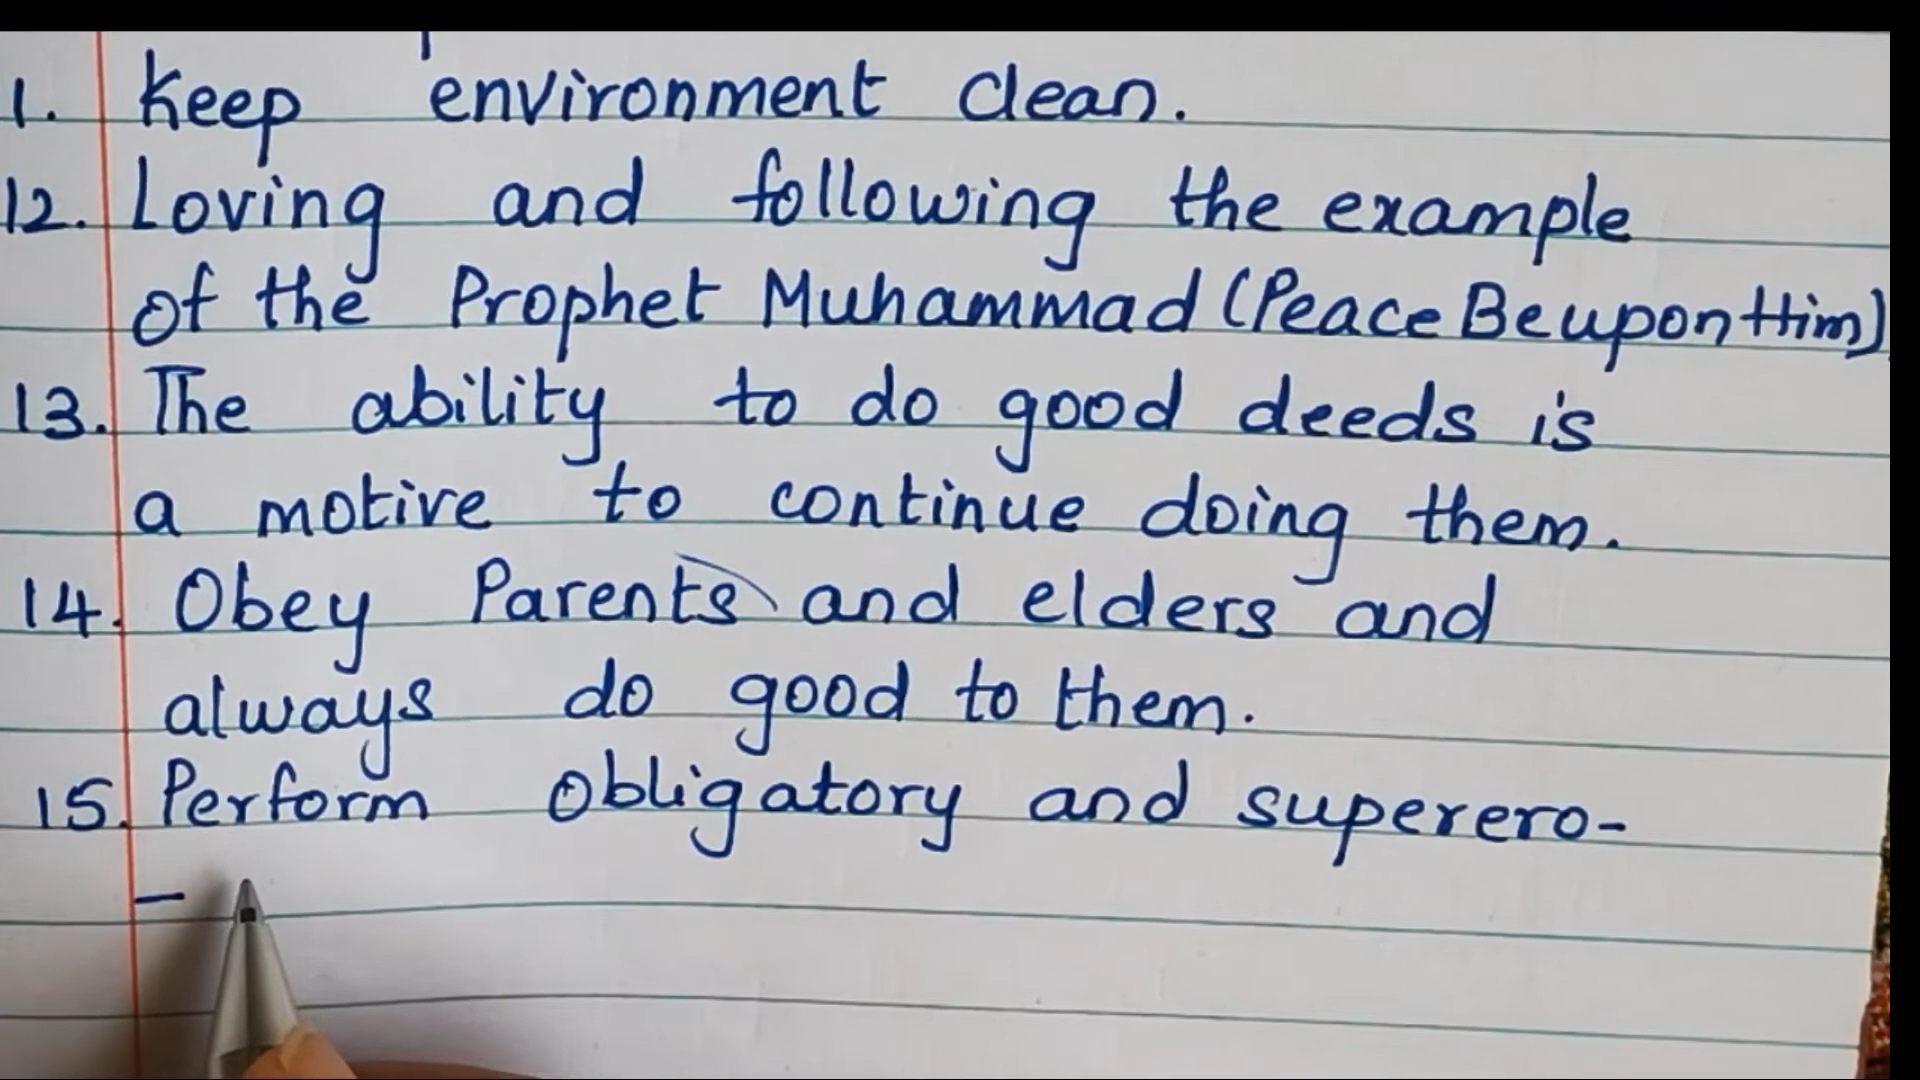 1. Keep environment clean.
12. Loving and following the example
of the Prophet Muhammad (Peace Be upon Him)
13. The ability to do good deeds is
a motive to continue doing them.
14. Obey Parents and elders and
always do good to them.
15. Perform obligatory and superero-
-